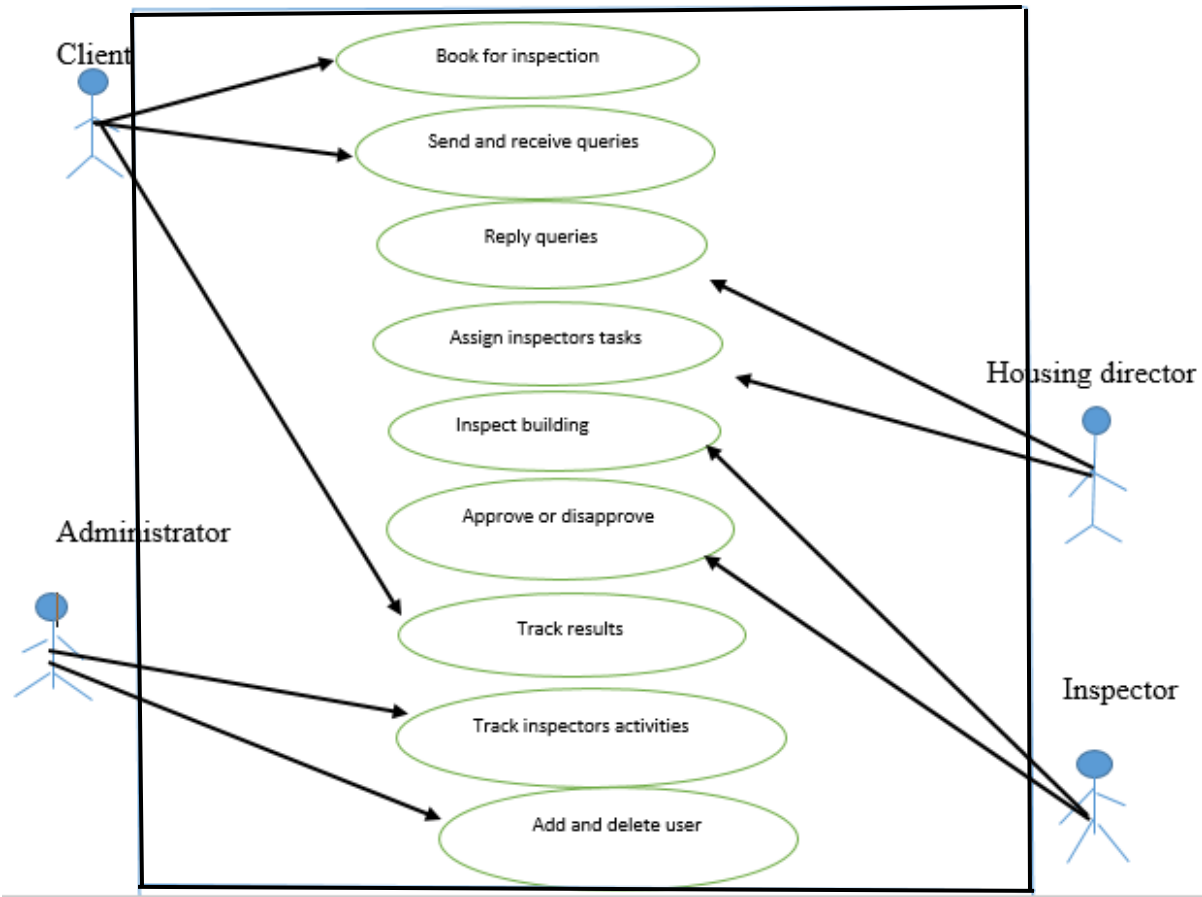 Client
Book for inspection
Send and receive queries
Reply queries
Assign inspectors tasks
Housing director
Inspect building
Approve or disapprove
Administrator
Track results
Inspector
Track inspectors activities
Add and delete user